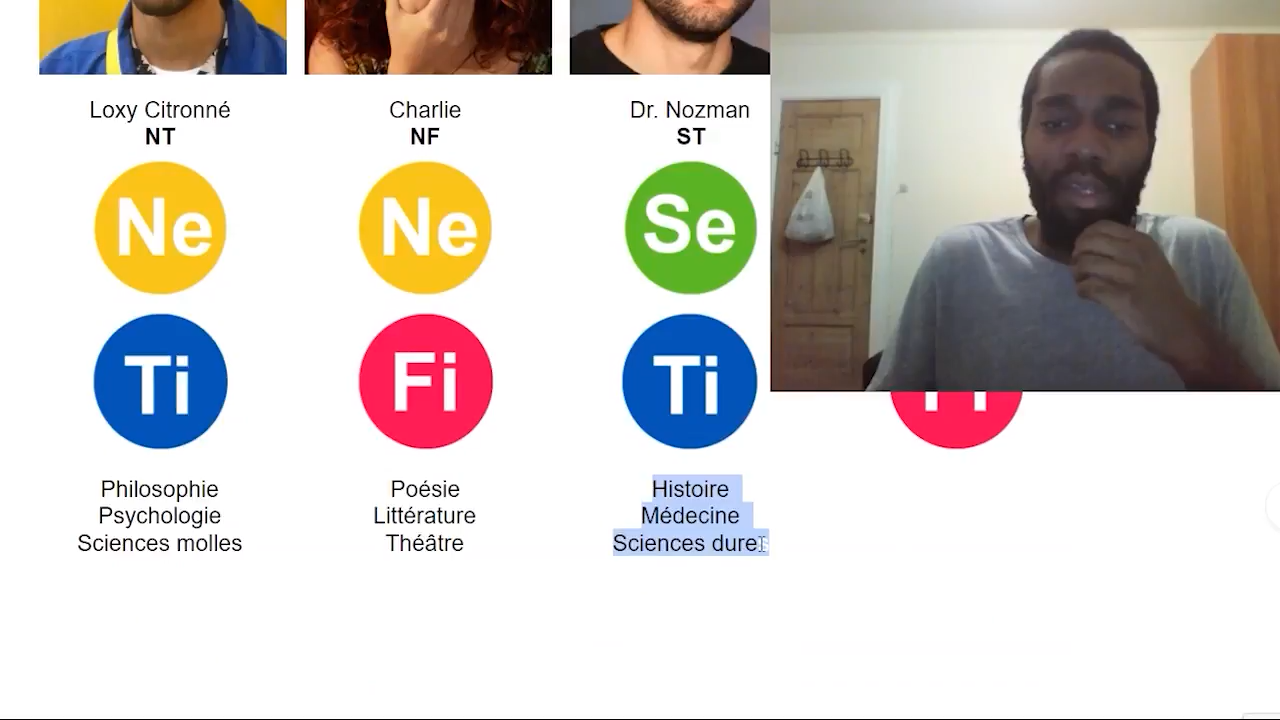 Loxy Citronné
NT
Ne
Ti
Philosophie
Psychologie
Sciences molles
Charlie
NF
Ne
Fi
Poésie
Littérature
Théâtre
Dr. Nozman
ST
Se
Ti
Histoire
Médecine
Sciences dures